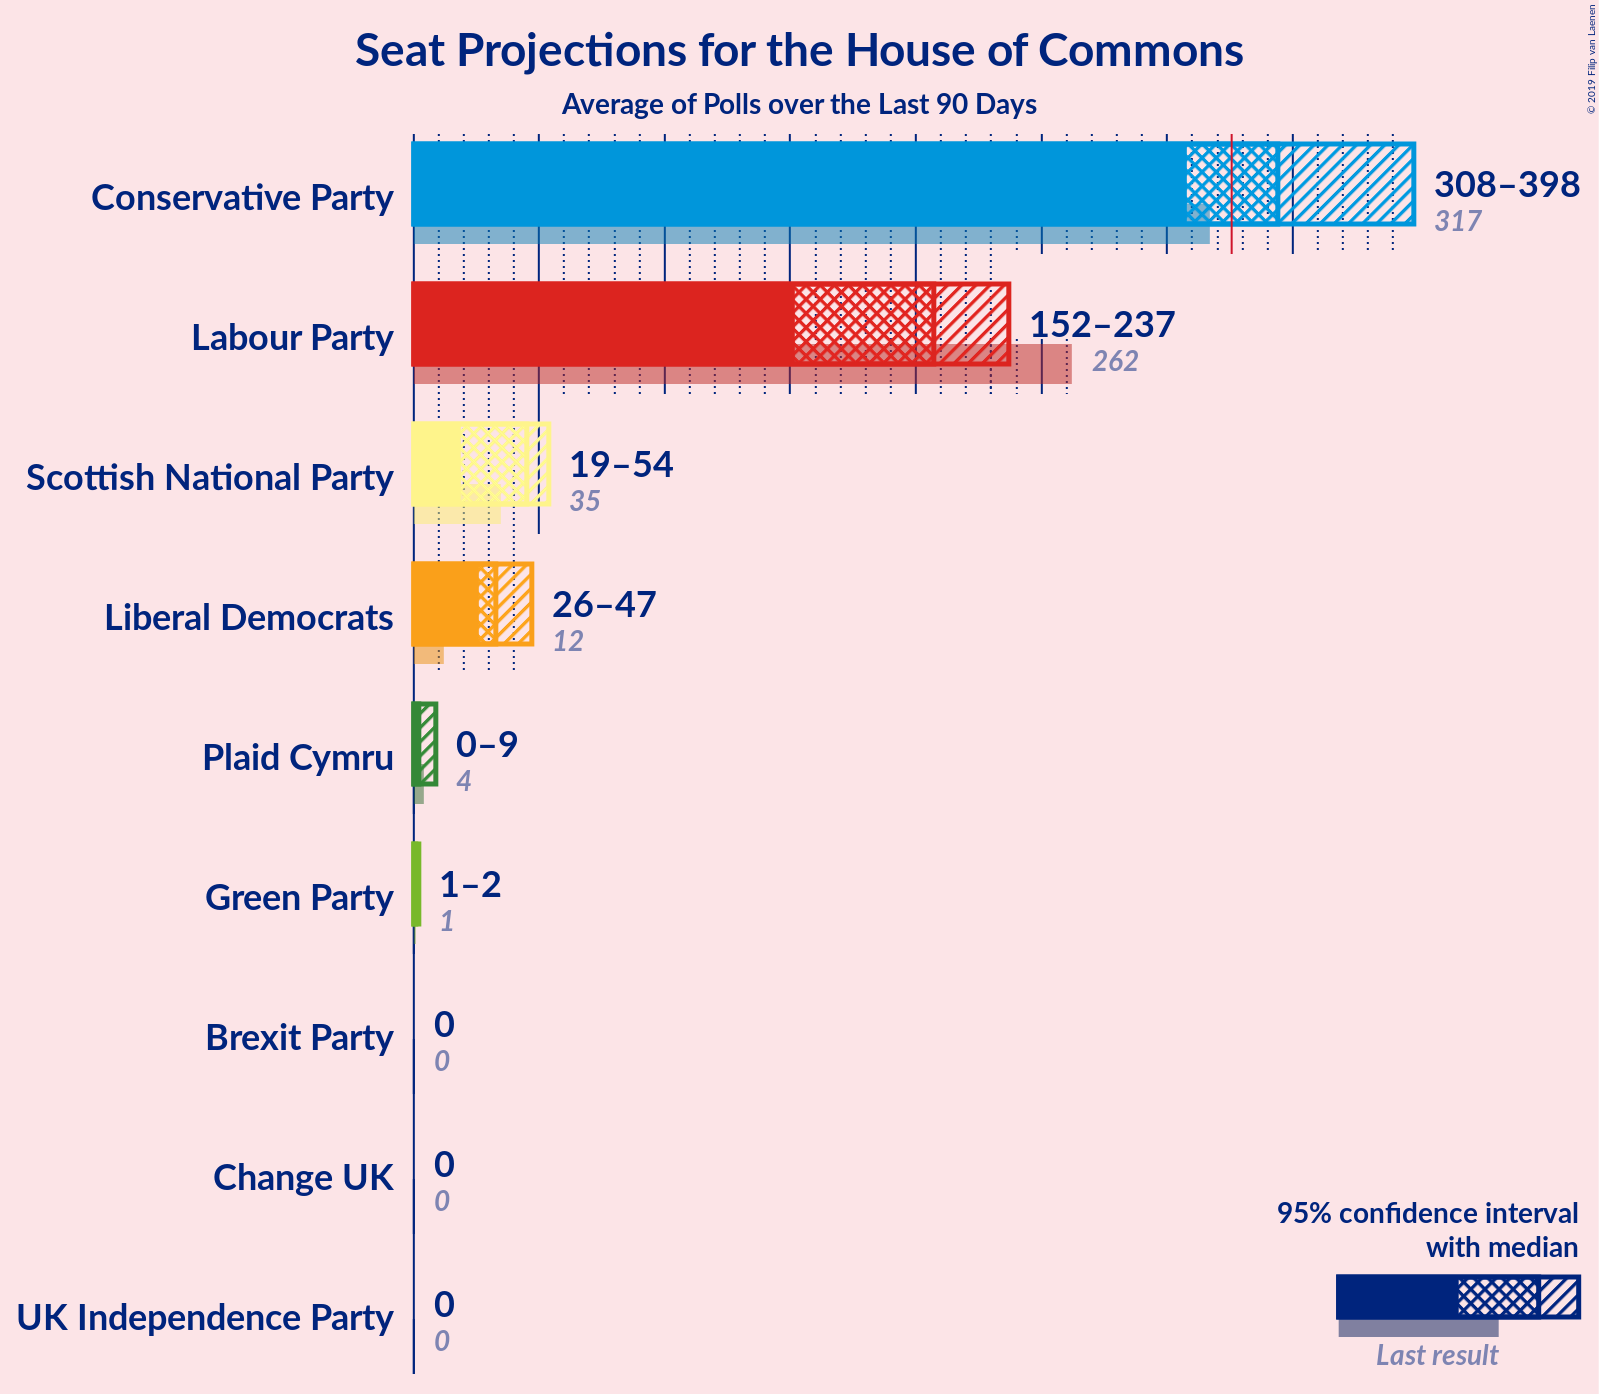 Seat Projections for the House of Commons
Average of Polls over the Last 90 Days
© 2019 Filip van Laenen
Conservative Party
308–398
317
Labour Party
152–237
262
Scottish National Party
19–54
35
Liberal Democrats
26–47
12
Plaid Cymru
0–9
4
Green Party
1–2
1
Brexit Party
0
0
Change UK
0
0
UK Independence Party
0
0
95% confidence interval
with median
Last result